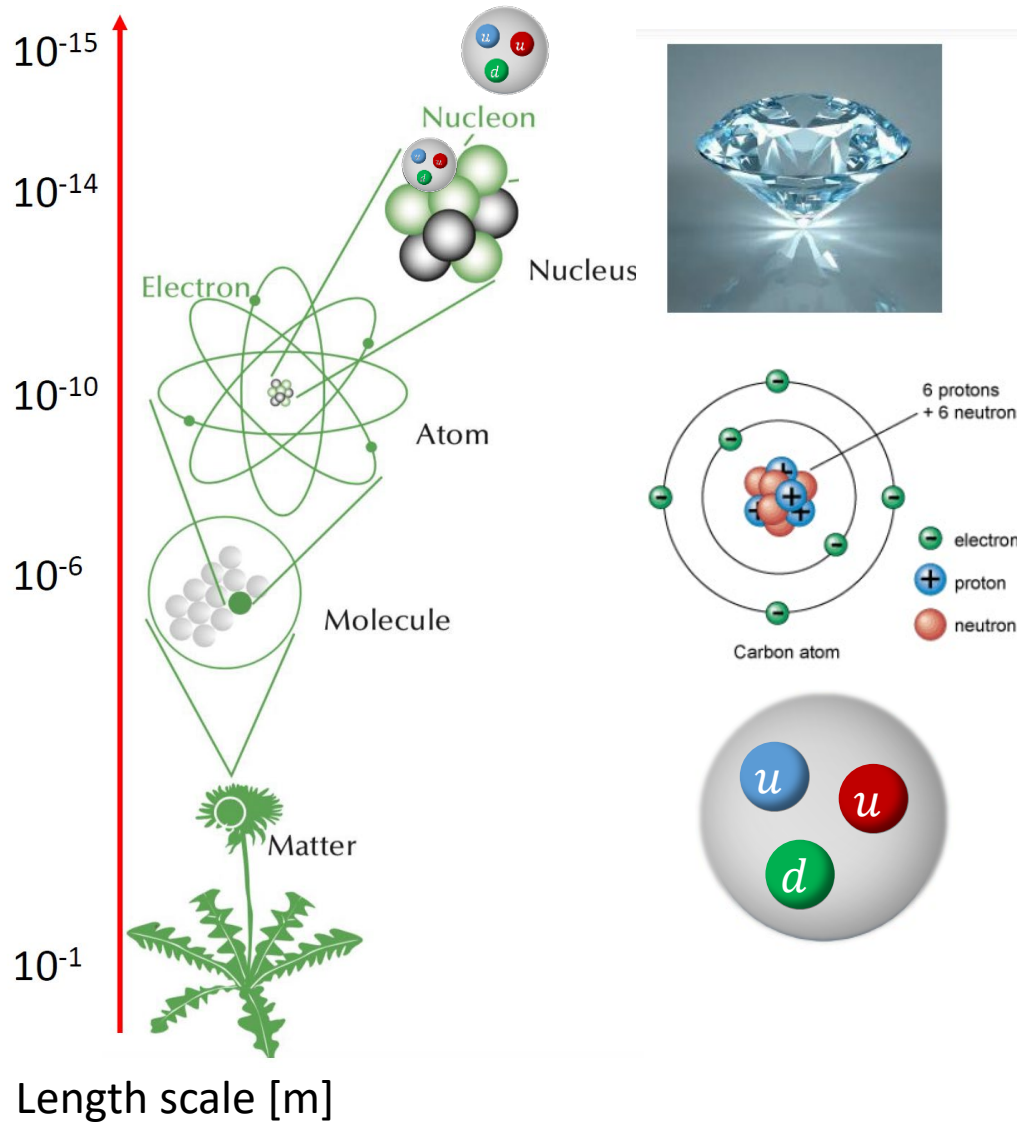 10⁻¹⁵
u
u
d
Nucleon
u
u
d
10⁻¹⁴
Nucleus
Electron
10⁻¹⁰
Atom
10⁻⁶
Molecule
Matter
10⁻¹
Length scale [m]
6 protons
+ 6 neutron
+
+
+
+
-
-
-
-
-
-
- electron
+ proton
neutron
Carbon atom
u
u
d